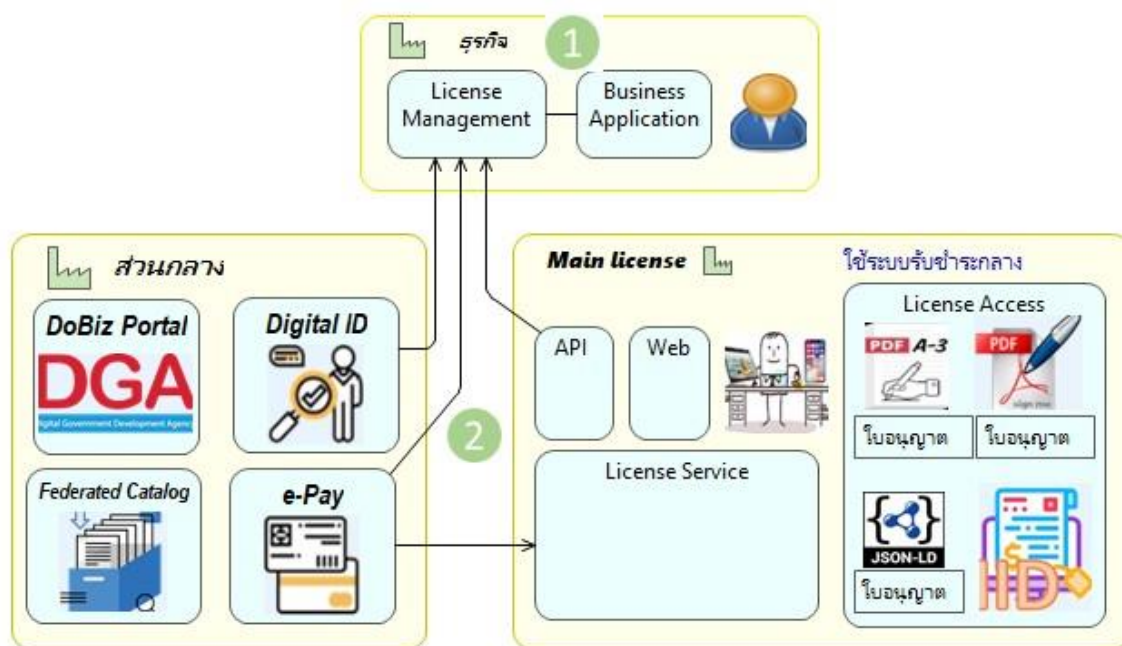 ธุรกิจ
1
License
Management
Business
Application
ส่วนกลาง
DoBiz Portal
DGA
Digital Government Development Agency
Digital ID
Federated Catalog
e-Pay
2
Main license
ใช้ระบบรับชำระกลาง
API
Web
License Service
License Access
PDF A-3
ใบอนุญาต
PDF
ใบอนุญาต
JSON-LD
ใบอนุญาต